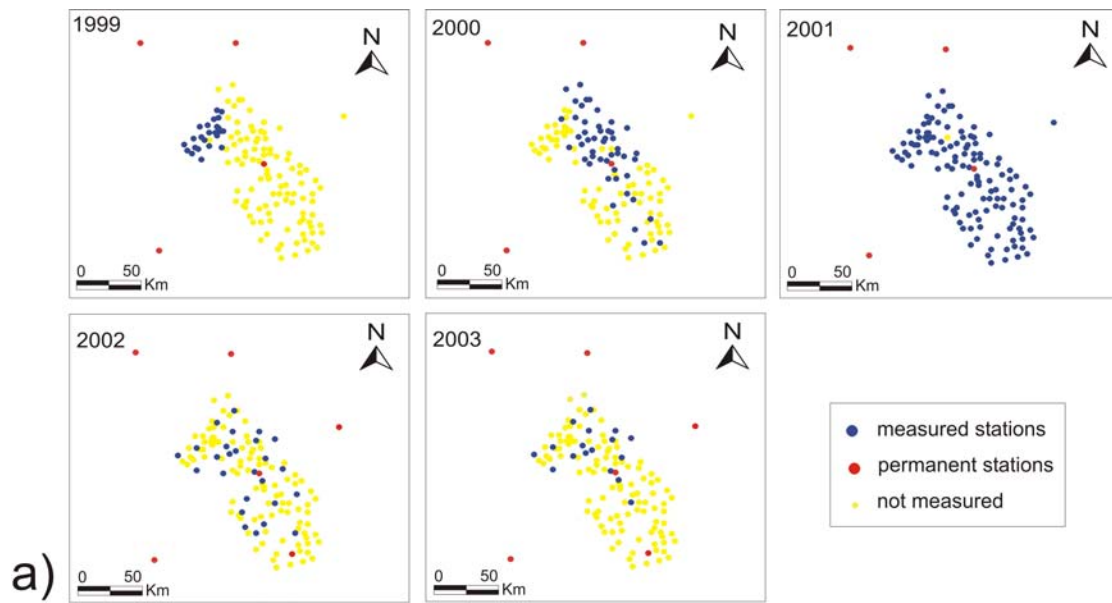 1999
N
0 50
Km
2000
N
0 50
Km
2001
N
0 50
Km
2002
N
0 50
Km
2003
N
0 50
Km
measured stations
permanent stations
not measured
a)